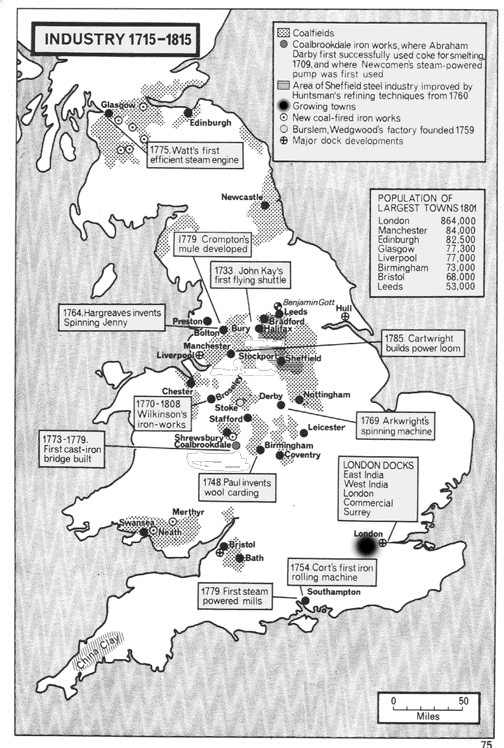 INDUSTRY 1715–1815
Coalfields
Coalbrookdale iron works, where Abraham
Darby first successfully used coke for smelting
1709, and where Newcomen's steam-powered
pump was first used
Area of Sheffield steel industry improved by
Huntsman's refining techniques from 1760
Growing towns
New coal-fired iron works
Burslem, Wedgwood's factory founded 1759
Major dock developments
Glasgow
Edinburgh
1775. Watt's first
efficient steam engine
Newcastle
POPULATION OF
LARGEST TOWNS 1801
London 864,000
Manchester 84,000
Edinburgh 82,500
Glasgow 77,300
Liverpool 77,000
Birmingham 73,000
Bristol 68,000
Leeds 53,000
1779 Crompton's
mule developed
1733. John Kay's
first flying shuttle
1764. Hargreaves invents
Spinning Jenny
Benjamin Gott
Leeds
Hull
Preston
Bradford
Bolton
Bury
Halifax
1785. Cartwright
builds power loom
Manchester
Liverpool
Stockport
Sheffield
Chester
Broseley
Nottingham
1770-1808
Wilkinson's
iron-works
Stoke
Derby
Stafford
1769 Arkwright's
spinning machine
Leicester
1773-1779.
First cast-iron
bridge built
Shrewsbury
Coalbrookdale
Birmingham
Coventry
1748. Paul invents
wool carding
LONDON DOCKS
East India
West India
London
Commercial
Surrey
Merthyr
Swansea
Neath
London
Bristol
Bath
1754. Cort's first iron
rolling machine
1779. First steam
powered mills
Southampton
China Clay
0 50
Miles
75